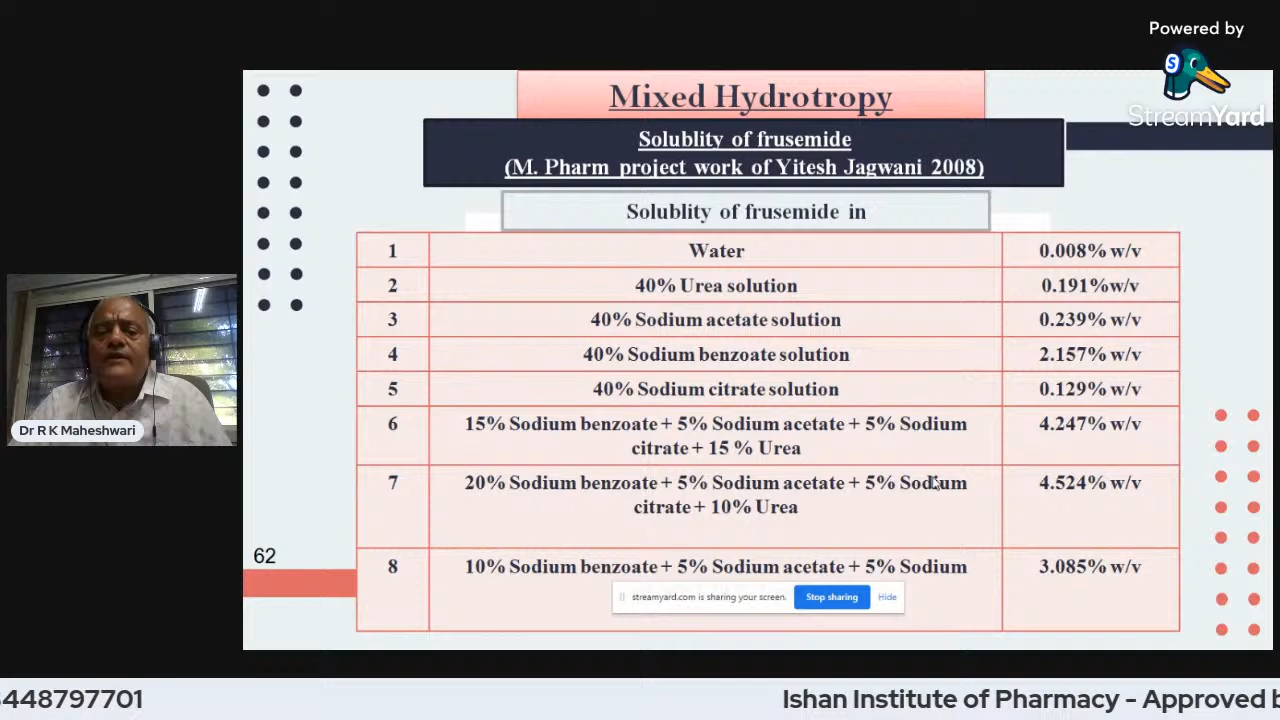 Powered by
S
StreamYard
Mixed Hydrotropy
Solublity of frusemide
(M. Pharm project work of Yitesh Jagwani 2008)
Solublity of frusemide in
1 Water 0.008% w/v
2 40% Urea solution 0.191%w/v
3 40% Sodium acetate solution 0.239% w/v
4 40% Sodium benzoate solution 2.157% w/v
5 40% Sodium citrate solution 0.129% w/v
6 15% Sodium benzoate + 5% Sodium acetate + 5% Sodium 4.247% w/v
citrate + 15 % Urea
7 20% Sodium benzoate + 5% Sodium acetate + 5% Sodium 4.524% w/v
citrate + 10% Urea
8 10% Sodium benzoate + 5% Sodium acetate + 5% Sodium 3.085% w/v
streamyard.com is sharing your screen. Stop sharing Hide
62
Dr R K Maheshwari
448797701 Ishan Institute of Pharmacy - Approved b